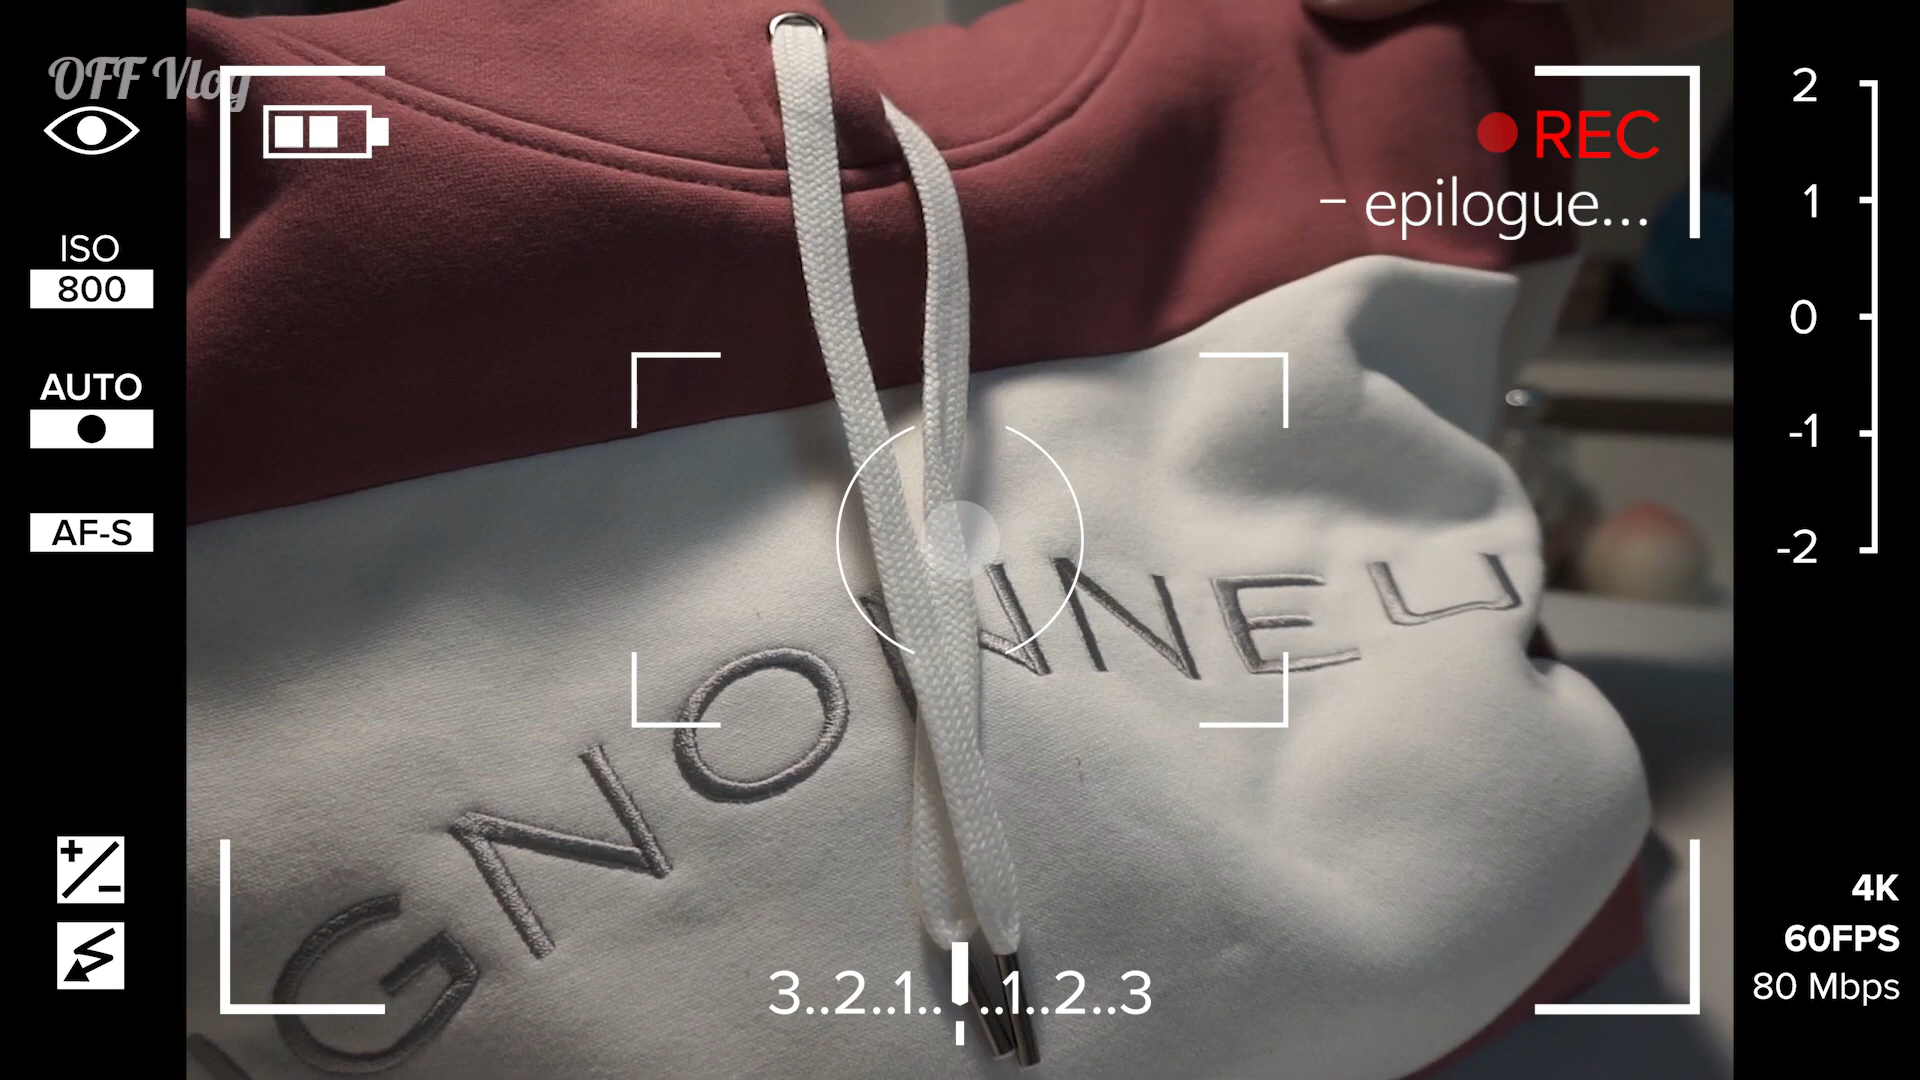 OFF Vlog
REC
- epilogue...
ISO
800
AUTO
AF-S
2
1
0
-1
-2
IGNONNEU
3..2..1.. ..1..2..3
4K
60FPS
80 Mbps